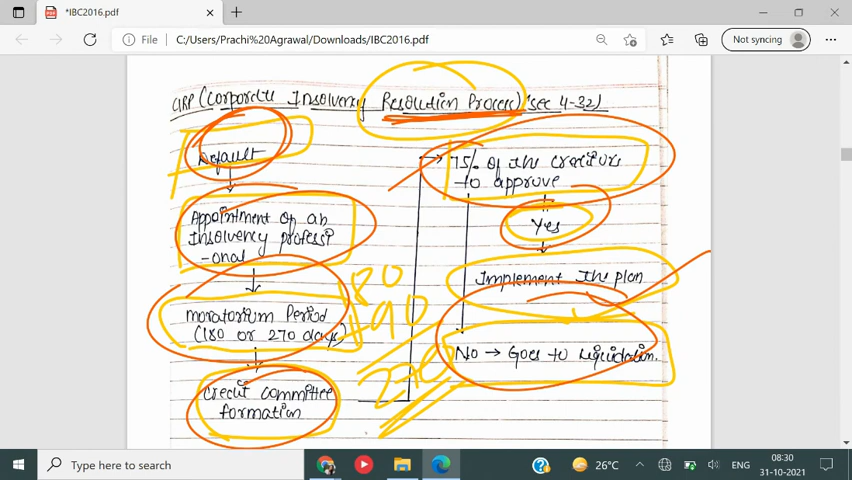 *IBC2016.pdf
File
C:/Users/Prachi%20Agrawal/Downloads/IBC2016.pdf
Not syncing
CIRP (Corporate Insolvency Resolution Process) (sec 4-32)
Default
Appointment of an
Insolvency professi
-onal
Moratorium Period
(180 or 270 days)
Credit committee
formation
180
+90
270
75% of the creditors
to approve
Yes
Implement the plan
No → Goes to liquidation.
Type here to search
26°C
ENG
08:30
31-10-2021